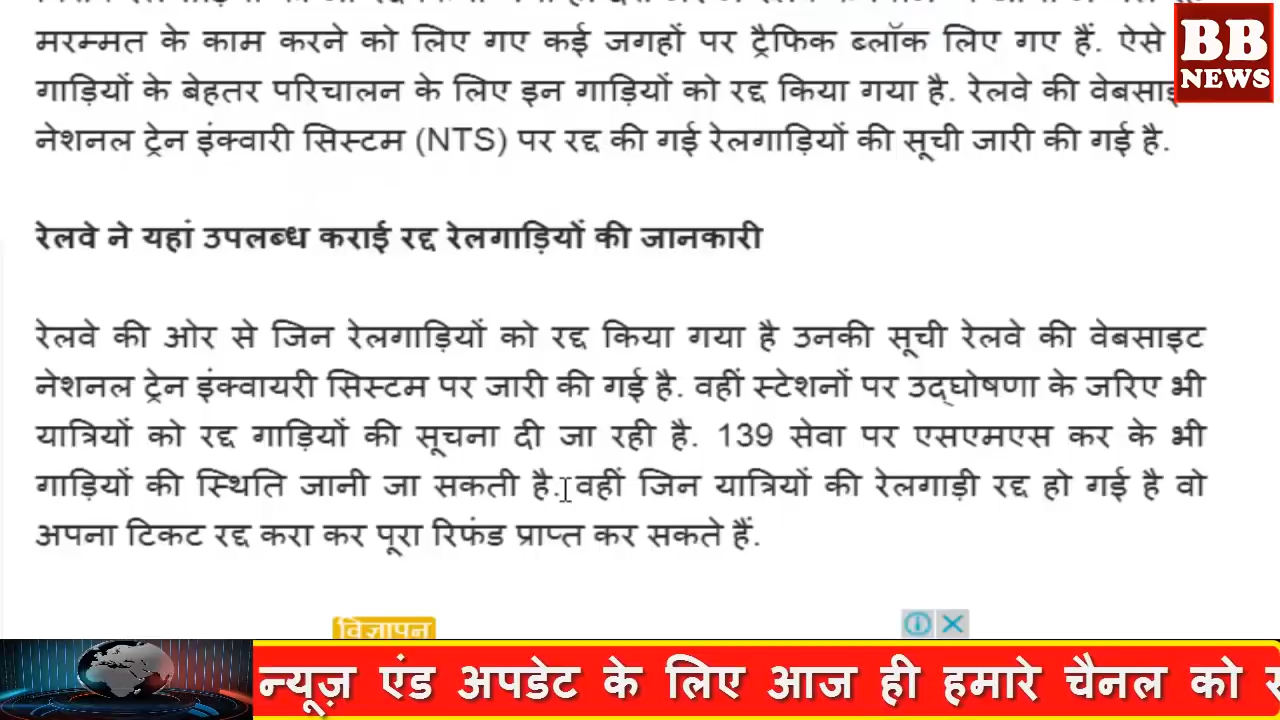 मरम्मत के काम करने को लिए गए कई जगहों पर ट्रैफिक ब्लॉक लिए गए हैं. ऐसे
BB
NEWS
गाड़ियों के बेहतर परिचालन के लिए इन गाड़ियों को रद्द किया गया है. रेलवे की
नेशनल ट्रेन इंक्वारी सिस्टम (NTS) पर रद्द की गई रेलगाड़ियों की सूची जारी की गई है.
रेलवे ने यहां उपलब्ध कराई रद्द रेलगाड़ियों की जानकारी
रेलवे की ओर से जिन रेलगाड़ियों को रद्द किया गया है उनकी सूची रेलवे की वेबसाइट
नेशनल ट्रेन इंक्वायरी सिस्टम पर जारी की गई है. वहीं स्टेशनों पर उद्घोषणा के जरिए भी
यात्रियों को रद्द गाड़ियों की सूचना दी जा रही है. 139 सेवा पर एसएमएस कर के भी
गाड़ियों की स्थिति जानी जा सकती है. वहीं जिन यात्रियों की रेलगाड़ी रद्द हो गई है वो
अपना टिकट रद्द करा कर पूरा रिफंड प्राप्त कर सकते हैं.
विज्ञापन
न्यूज़ एंड अपडेट के लिए आज ही हमारे चैनल को